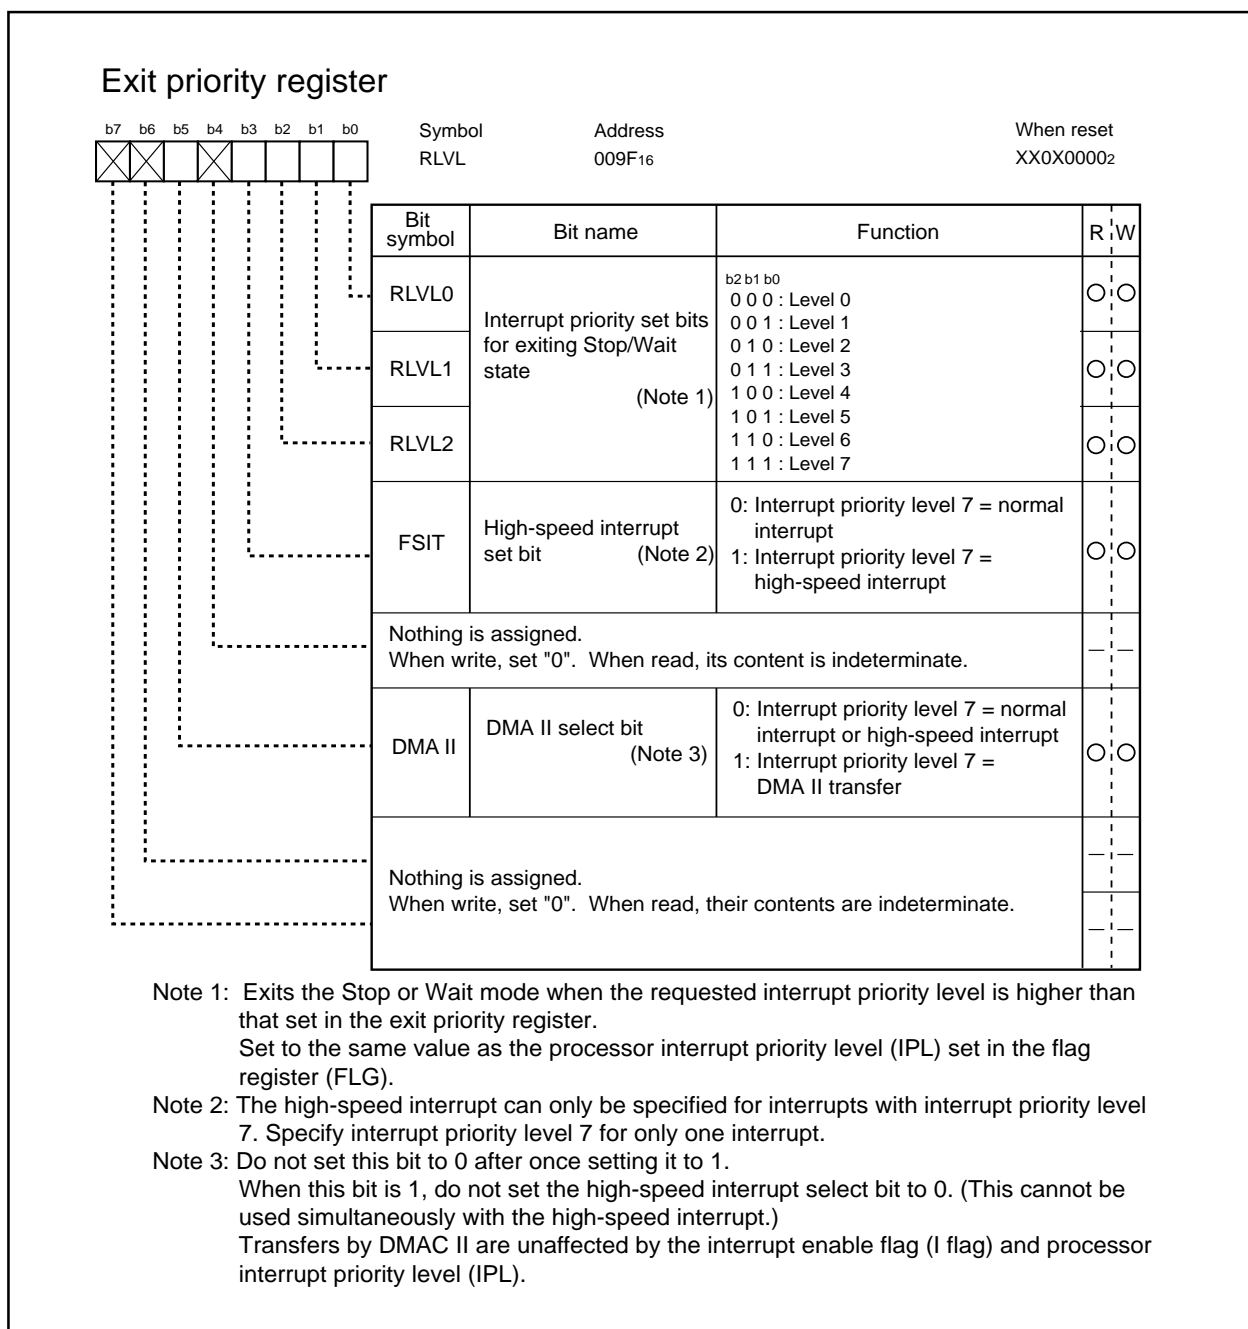 Exit priority register
b7 b6 b5 b4 b3 b2 b1 b0
Symbol Address When reset
RLVL 009F16 XX0X00002
Bit symbol Bit name Function R W
RLVL0
RLVL1
RLVL2
Interrupt priority set bits
for exiting Stop/Wait
state
(Note 1)
b2 b1 b0
0 0 0 : Level 0
0 0 1 : Level 1
0 1 0 : Level 2
0 1 1 : Level 3
1 0 0 : Level 4
1 0 1 : Level 5
1 1 0 : Level 6
1 1 1 : Level 7
FSIT
High-speed interrupt
set bit (Note 2)
0: Interrupt priority level 7 = normal
interrupt
1: Interrupt priority level 7 =
high-speed interrupt
Nothing is assigned.
When write, set "0". When read, its content is indeterminate.
DMA II
DMA II select bit
(Note 3)
0: Interrupt priority level 7 = normal
interrupt or high-speed interrupt
1: Interrupt priority level 7 =
DMA II transfer
Nothing is assigned.
When write, set "0". When read, their contents are indeterminate.
Note 1: Exits the Stop or Wait mode when the requested interrupt priority level is higher than
that set in the exit priority register.
Set to the same value as the processor interrupt priority level (IPL) set in the flag
register (FLG).
Note 2: The high-speed interrupt can only be specified for interrupts with interrupt priority level
7. Specify interrupt priority level 7 for only one interrupt.
Note 3: Do not set this bit to 0 after once setting it to 1.
When this bit is 1, do not set the high-speed interrupt select bit to 0. (This cannot be
used simultaneously with the high-speed interrupt.)
Transfers by DMAC II are unaffected by the interrupt enable flag (I flag) and processor
interrupt priority level (IPL).